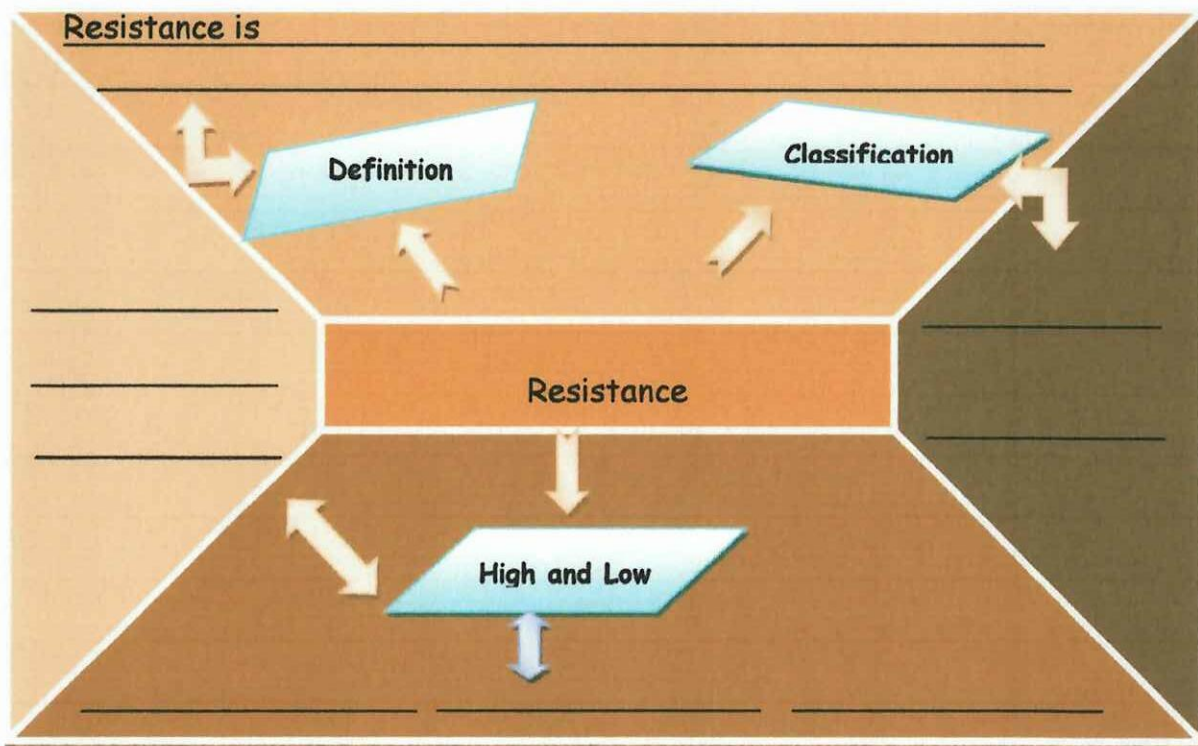 Resistance is
Definition
Classification
Resistance
High and Low